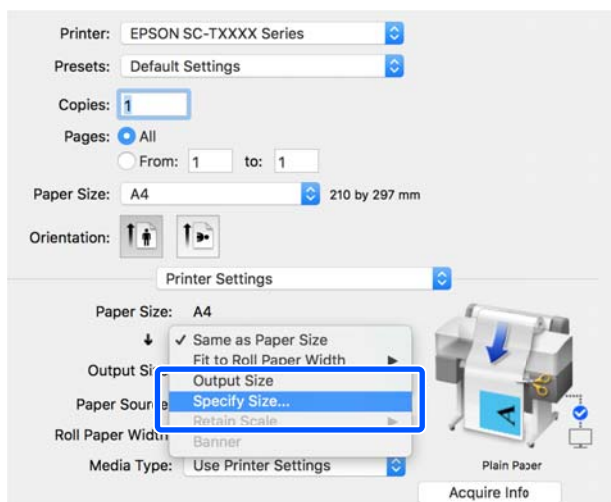 Printer: EPSON SC-TXXXX Series
Presets: Default Settings
Copies: 1
Pages: All
From: 1 to: 1
Paper Size: A4 210 by 297 mm
Orientation:
Printer Settings
Paper Size: A4
✓ Same as Paper Size
Fit to Roll Paper Width
Output Size
Output
Specify Size...
Paper Source
Retain Scale
Roll Paper Width
Banner
Media Type: Use Printer Settings
Plain Paper
Acquire Info